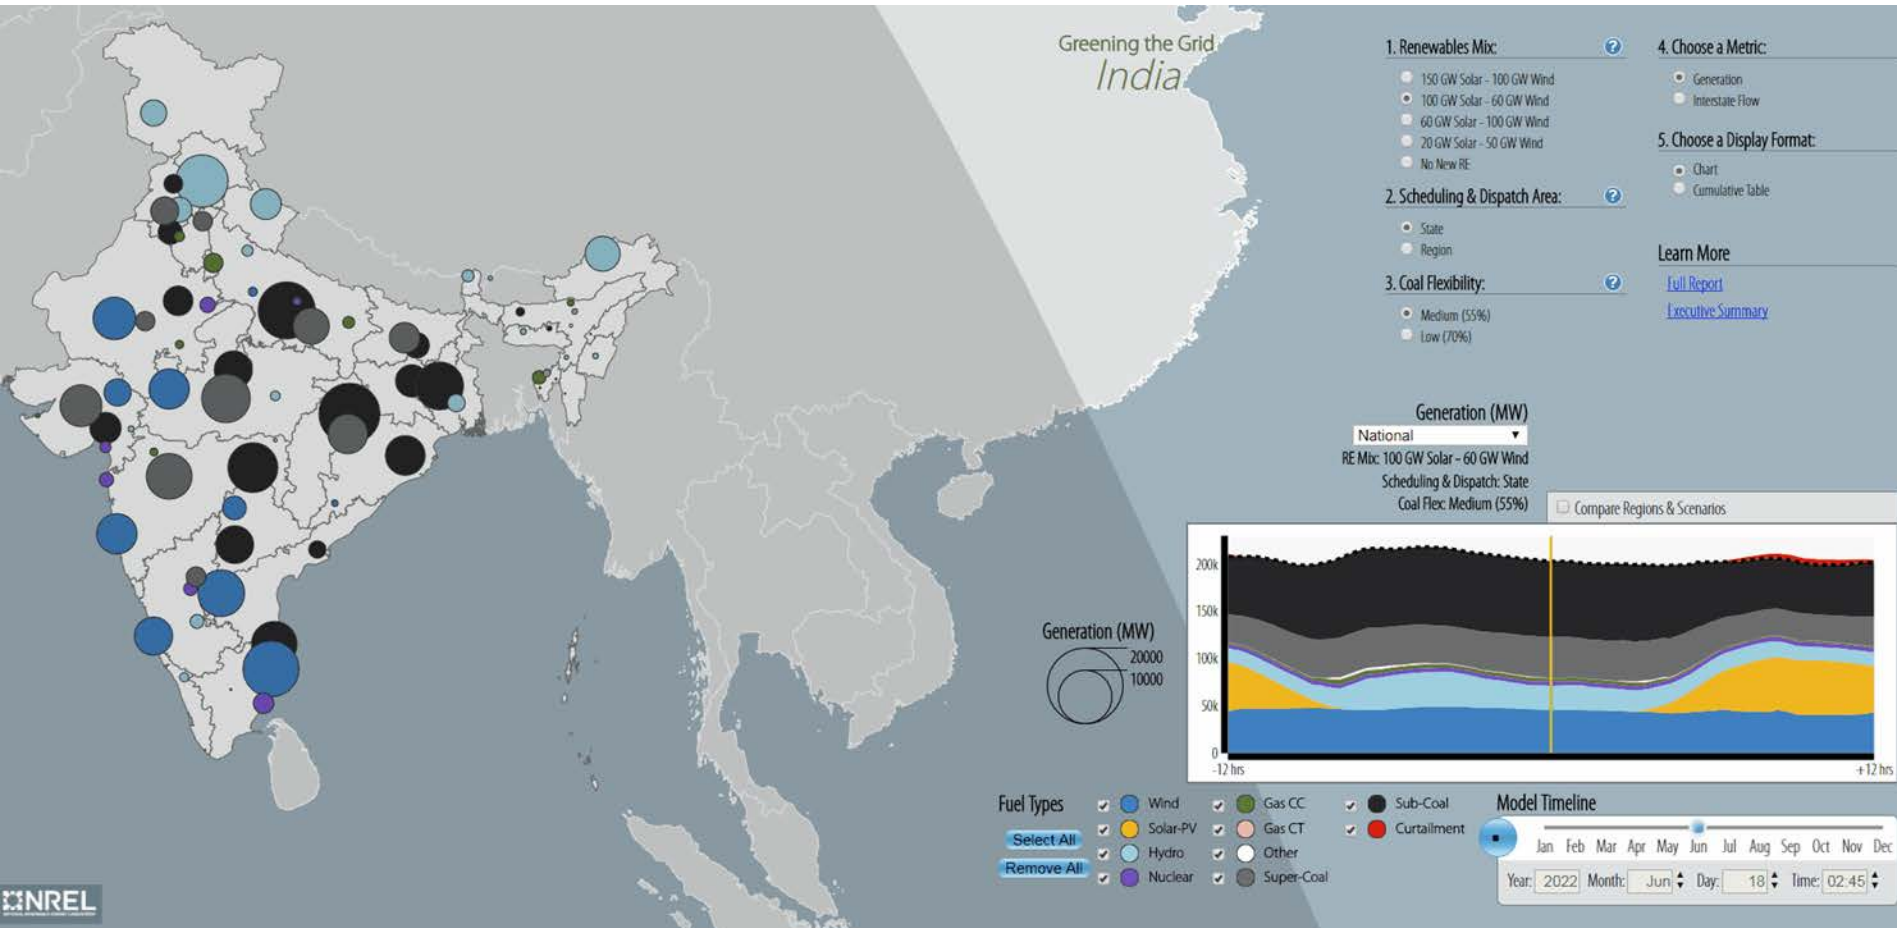 Greening the Grid
India
1. Renewables Mix:
150 GW Solar - 100 GW Wind
100 GW Solar - 60 GW Wind
60 GW Solar - 100 GW Wind
20 GW Solar - 50 GW Wind
No New RE
2. Scheduling & Dispatch Area:
State
Region
3. Coal Flexibility:
Medium (55%)
Low (70%)
4. Choose a Metric:
Generation
Interstate Flow
5. Choose a Display Format:
Chart
Cumulative Table
Learn More
Full Report
Executive Summary
Generation (MW)
National
RE Mix: 100 GW Solar - 60 GW Wind
Scheduling & Dispatch: State
Coal Flex: Medium (55%)
Compare Regions & Scenarios
200k
150k
100k
50k
0
-12 hrs
+12 hrs
Generation (MW)
20000
10000
Fuel Types
Select All
Remove All
Wind
Solar-PV
Hydro
Nuclear
Gas CC
Gas CT
Other
Super-Coal
Sub-Coal
Curtailment
Model Timeline
Jan Feb Mar Apr May Jun Jul Aug Sep Oct Nov Dec
Year: 2022 Month: Jun Day: 18 Time: 02:45
NREL